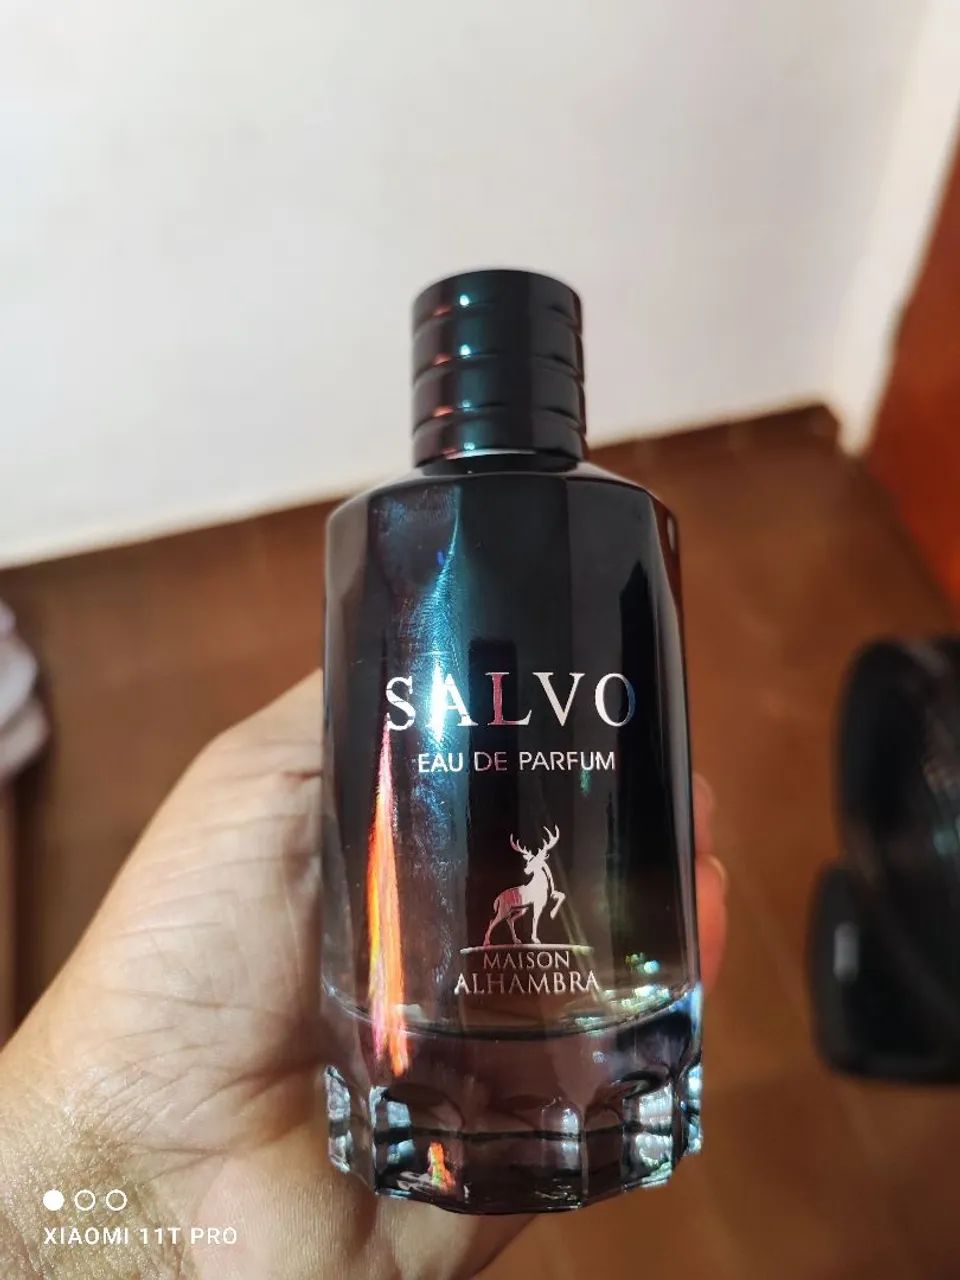 SALVO
EAU DE PARFUM
MAISON
ALHAMBRA
XIAOMI 11T PRO